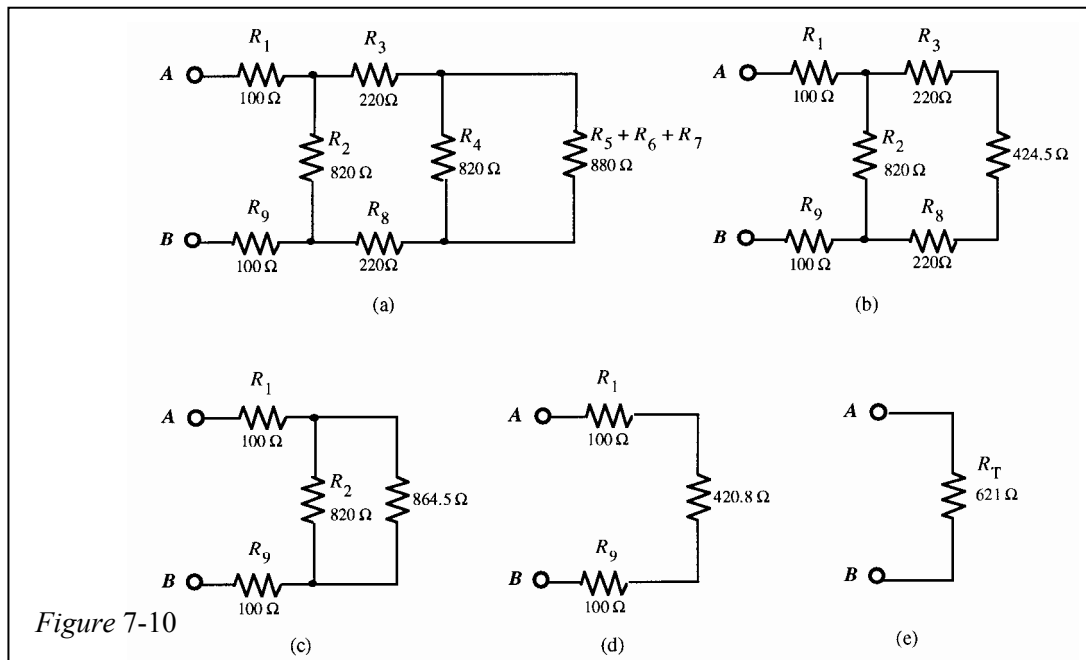 R1
R3
A
100 Ω
220Ω
R2
820 Ω
R4
820 Ω
R5 + R6 + R7
880 Ω
R9
R8
B
100 Ω
220Ω
(a)
R1
R3
A
100 Ω
220Ω
R2
820 Ω
424.5 Ω
R9
R8
B
100 Ω
220Ω
(b)
R1
A
100 Ω
R2
820 Ω
864.5 Ω
R9
B
100 Ω
(c)
R1
A
100 Ω
420.8 Ω
R9
B
100 Ω
(d)
A
RT
621 Ω
B
(e)
Figure 7-10